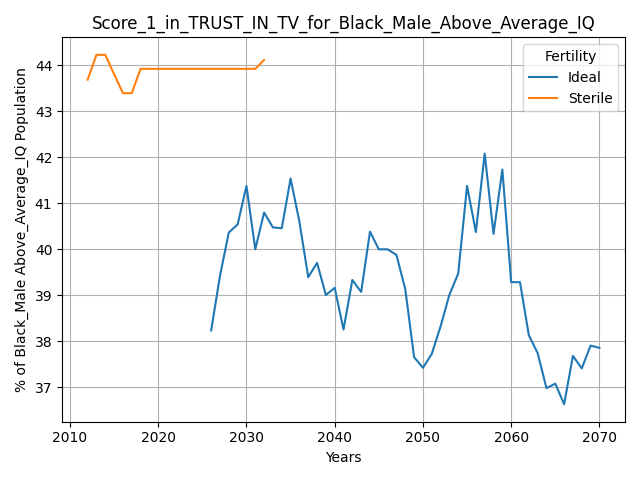 Score_1_in_TRUST_IN_TV_for_Black_Male_Above_Average_IQ
% of Black_Male Above_Average_IQ Population
44
43
42
41
40
39
38
37
Fertility
Ideal
Sterile
2010 2020 2030 2040 2050 2060 2070
Years